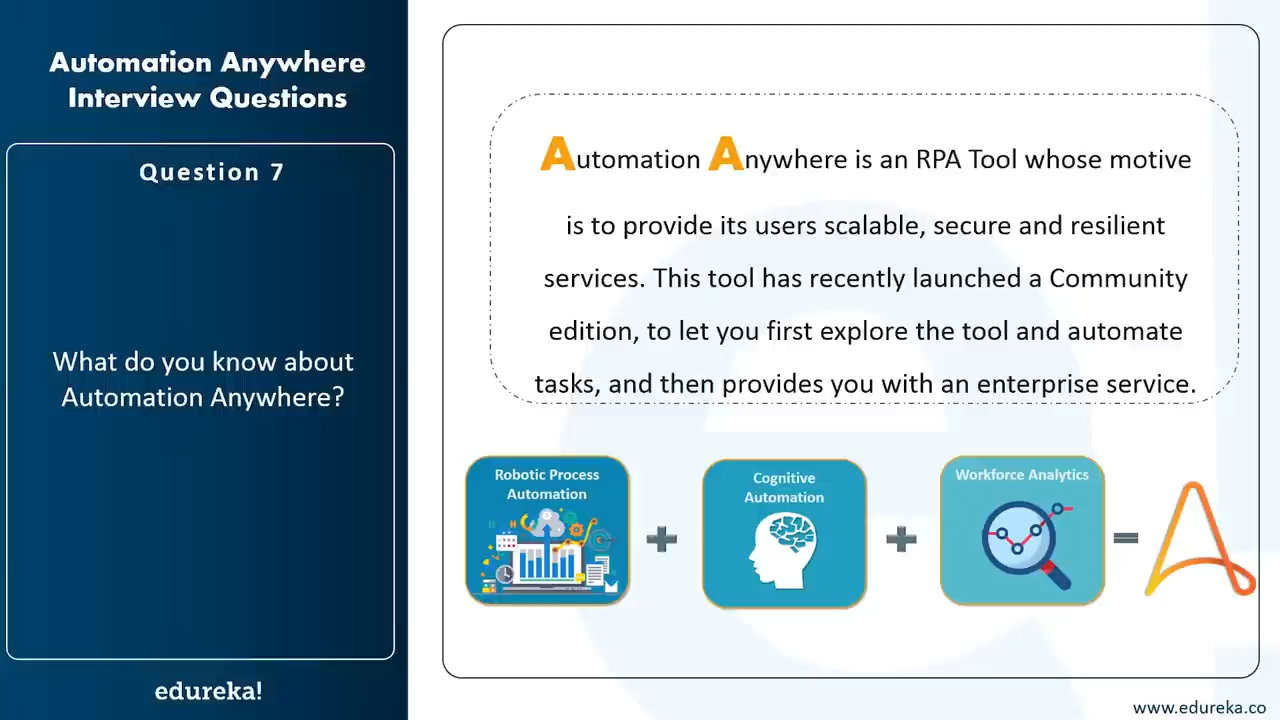 Automation Anywhere
Interview Questions
Question 7
What do you know about
Automation Anywhere?
edureka!
Automation Anywhere is an RPA Tool whose motive
is to provide its users scalable, secure and resilient
services. This tool has recently launched a Community
edition, to let you first explore the tool and automate
tasks, and then provides you with an enterprise service.
Robotic Process
Automation
+
Cognitive
Automation
+
Workforce Analytics
=
www.edureka.co